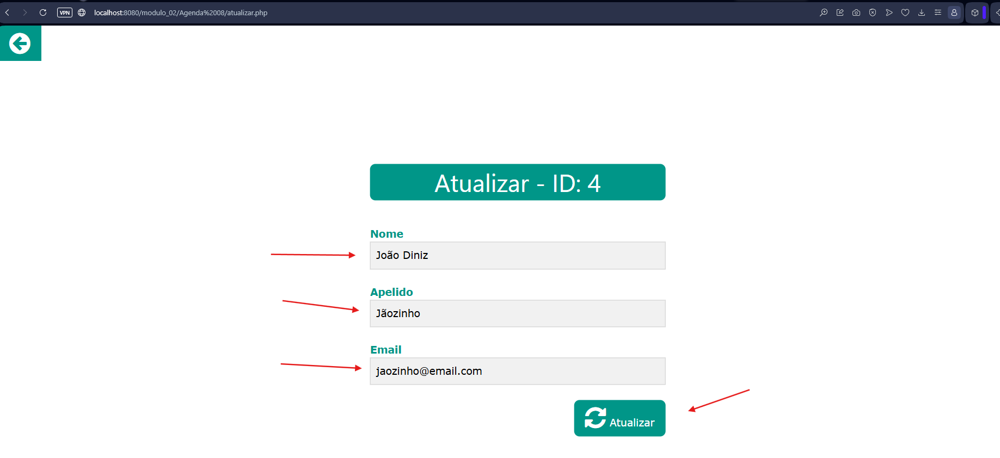 VPN
localhost:8080/modulo_02/Agenda%2008/atualizar.php
Atualizar - ID: 4
Nome
João Diniz
Apelido
Jãozinho
Email
jaozinho@email.com
Atualizar